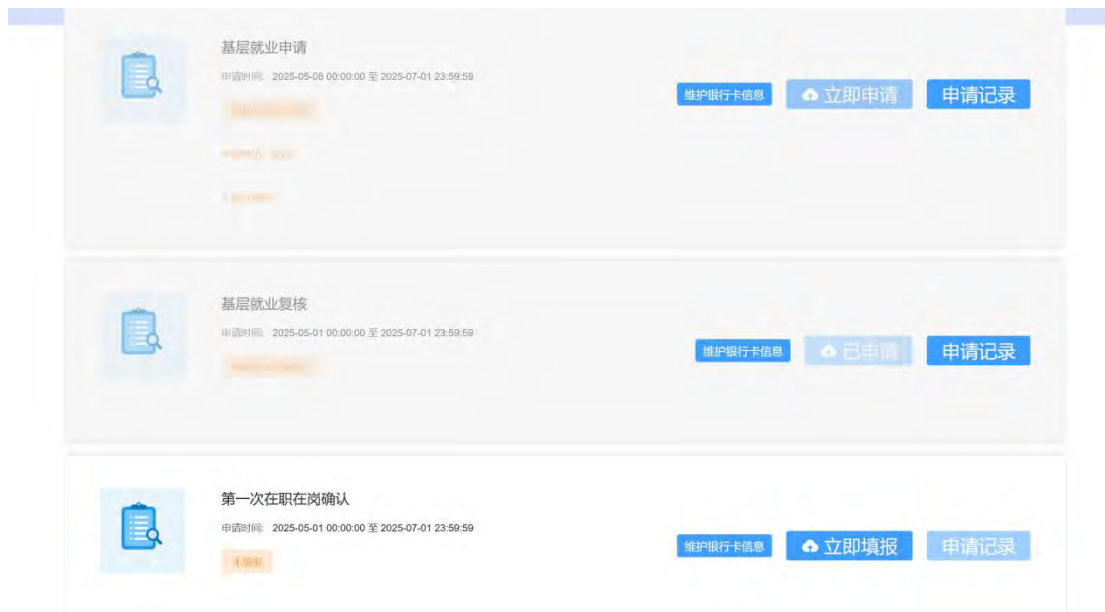 基层就业申请
申请时间: 2025-05-08 00:00:00 至 2025-07-01 23:59:59
维护银行卡信息 立即申请 申请记录
基层就业复核
申请时间: 2025-05-01 00:00:00 至 2025-07-01 23:59:59
维护银行卡信息 已申请 申请记录
第一次在职在岗确认
申请时间: 2025-05-01 00:00:00 至 2025-07-01 23:59:59
未填报
维护银行卡信息 立即填报 申请记录